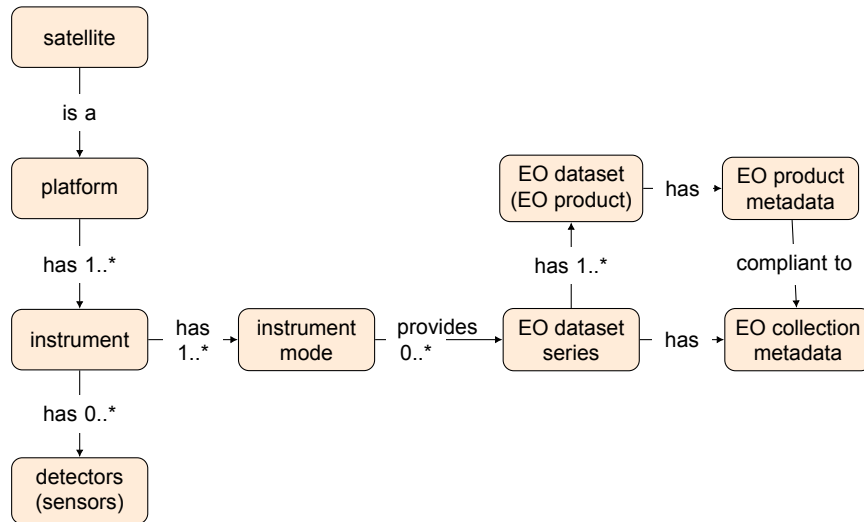 satellite
is a
platform
has 1..*
instrument
has
1..*
instrument
mode
provides
0..*
EO dataset
series
has
EO collection
metadata
has 1..*
EO dataset
(EO product)
has
EO product
metadata
compliant to
has 0..*
detectors
(sensors)